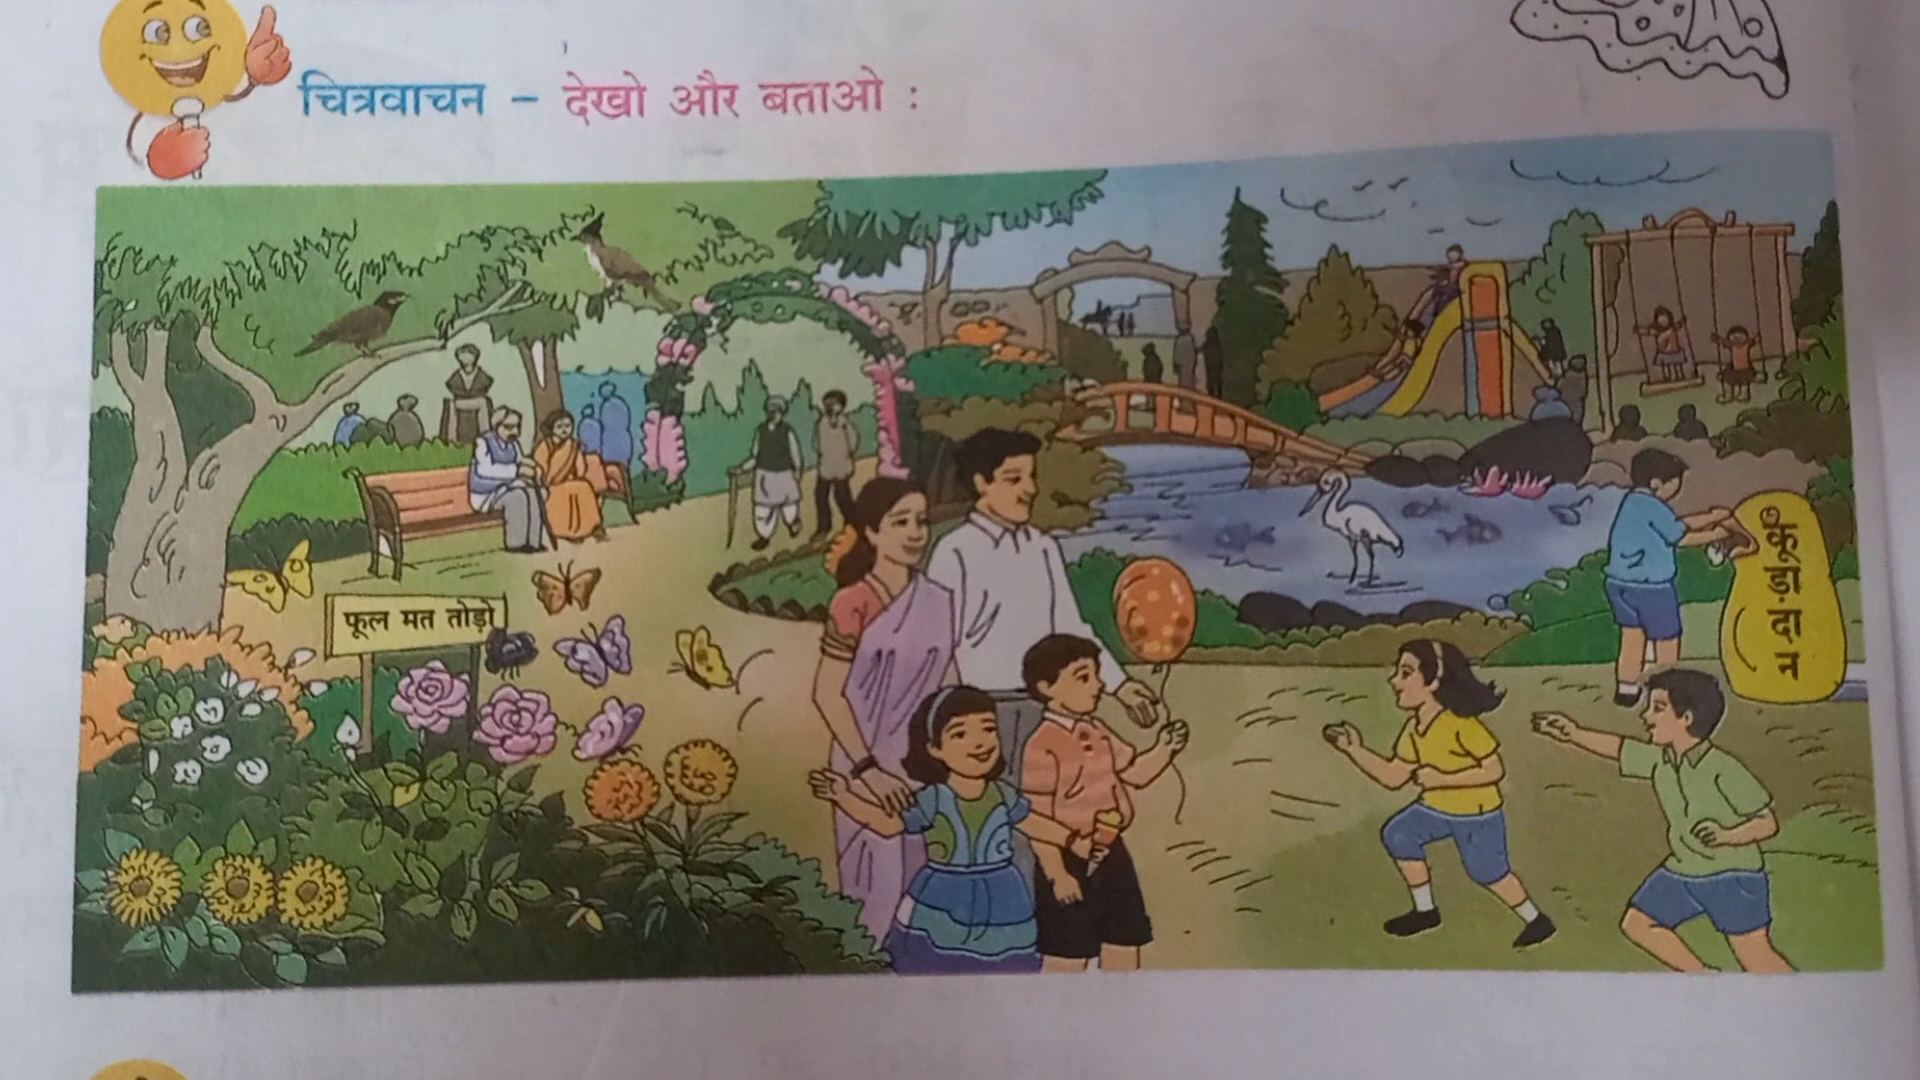 चित्रवाचन – देखो और बताओ :
फूल मत तोड़ो
कूड़ादान